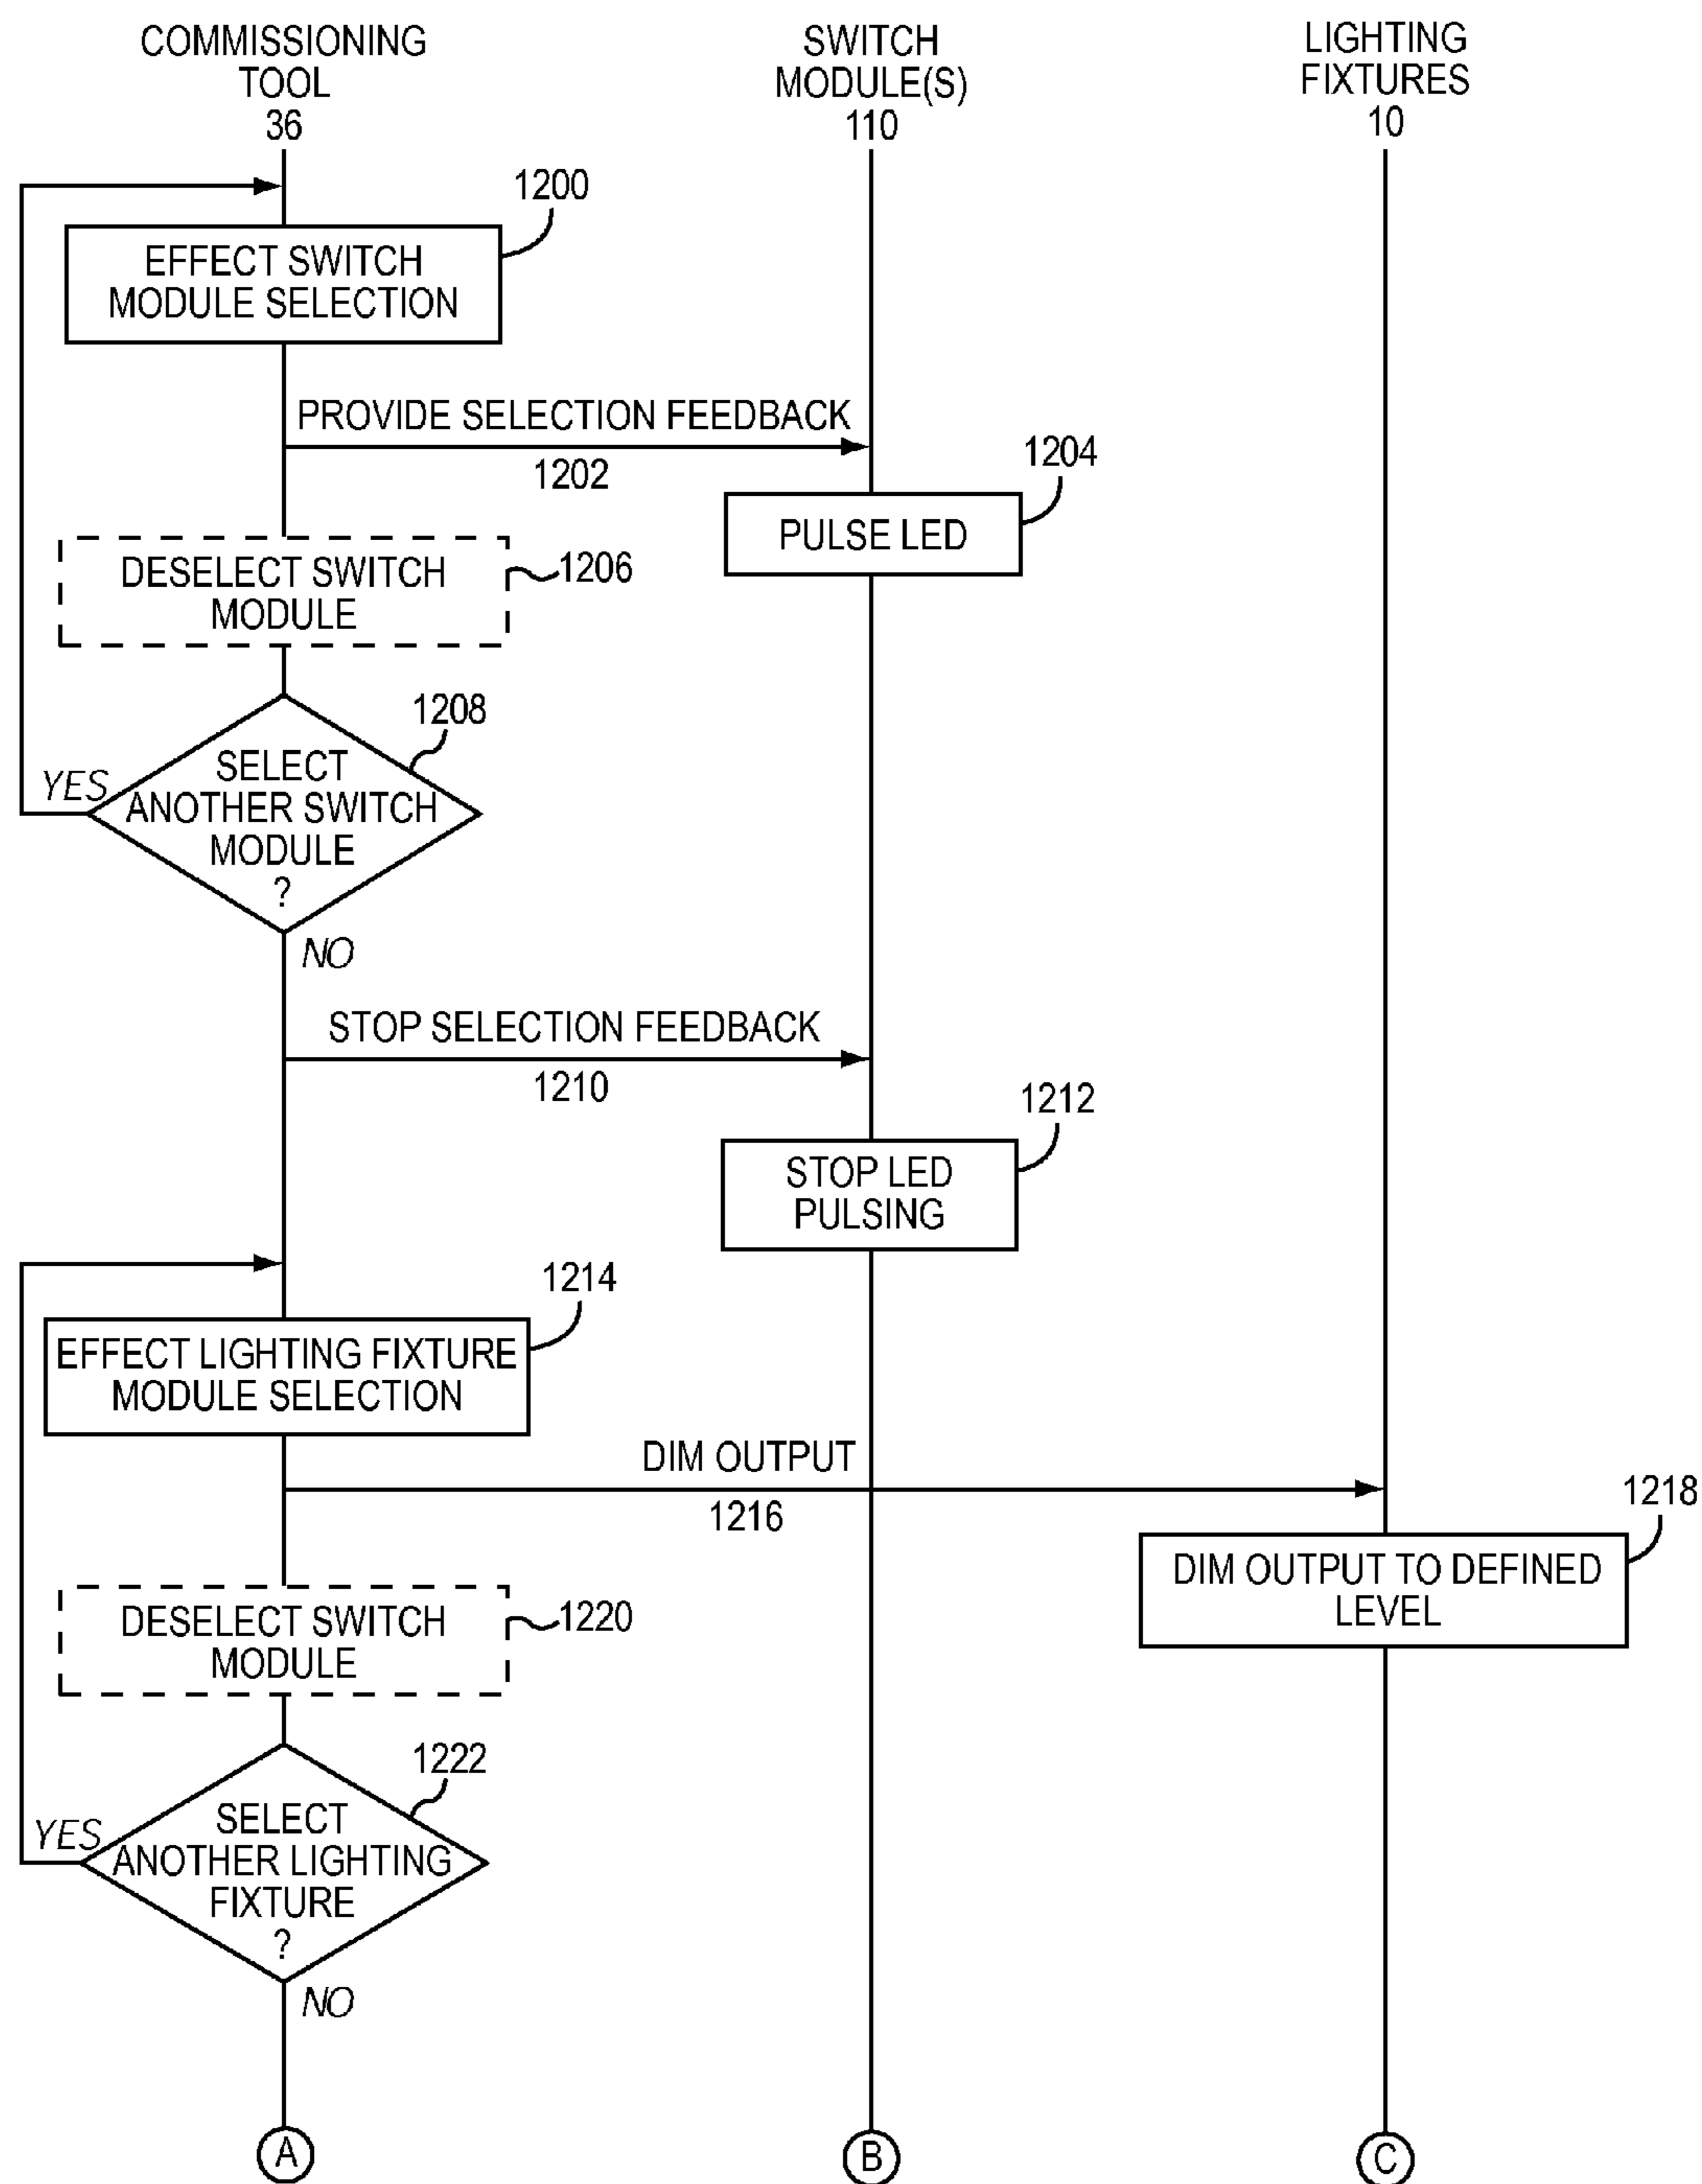 COMMISSIONING
TOOL
36
SWITCH
MODULE(S)
110
LIGHTING
FIXTURES
10
1200
EFFECT SWITCH
MODULE SELECTION
PROVIDE SELECTION FEEDBACK
1202
1204
PULSE LED
DESELECT SWITCH
MODULE
1206
1208
SELECT
ANOTHER SWITCH
MODULE
?
YES
NO
STOP SELECTION FEEDBACK
1210
1212
STOP LED
PULSING
1214
EFFECT LIGHTING FIXTURE
MODULE SELECTION
DIM OUTPUT
1216
1218
DIM OUTPUT TO DEFINED
LEVEL
DESELECT SWITCH
MODULE
1220
1222
SELECT
ANOTHER LIGHTING
FIXTURE
?
YES
NO
A
B
C